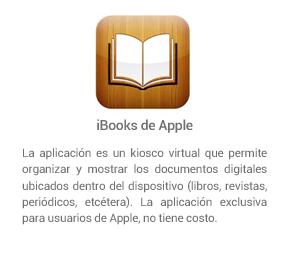 iBooks de Apple
La aplicación es un kiosco virtual que permite
organizar y mostrar los documentos digitales
ubicados dentro del dispositivo (libros, revistas,
periódicos, etcétera). La aplicación exclusiva
para usuarios de Apple, no tiene costo.